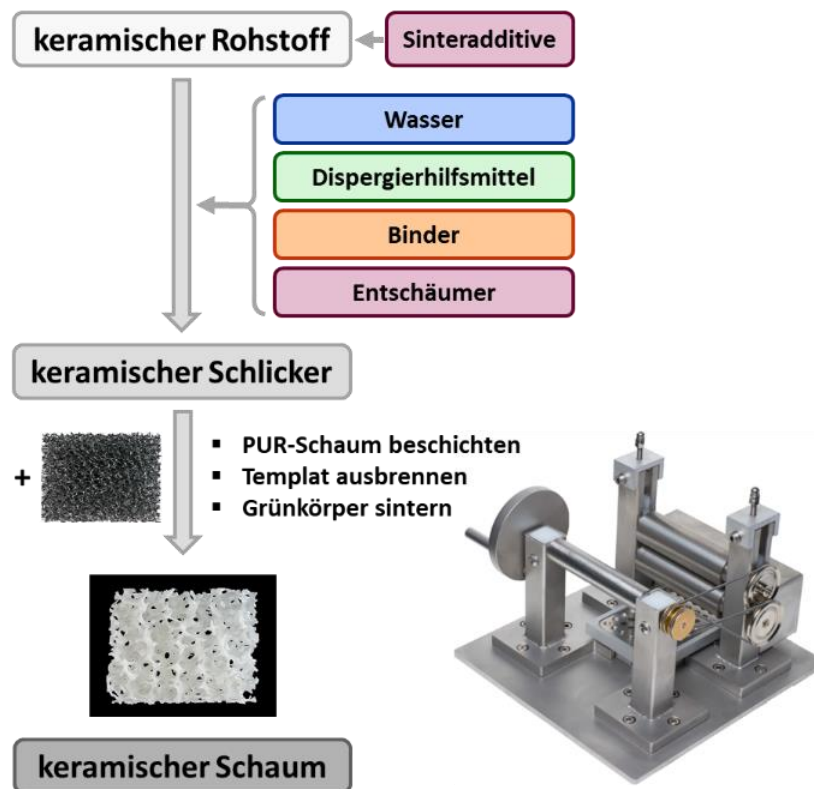 keramischer Rohstoff
Sinteradditive
Wasser
Dispergierhilfsmittel
Binder
Entschäumer
keramischer Schlicker
+
▪ PUR-Schaum beschichten
▪ Templat ausbrennen
▪ Grünkörper sintern
keramischer Schaum